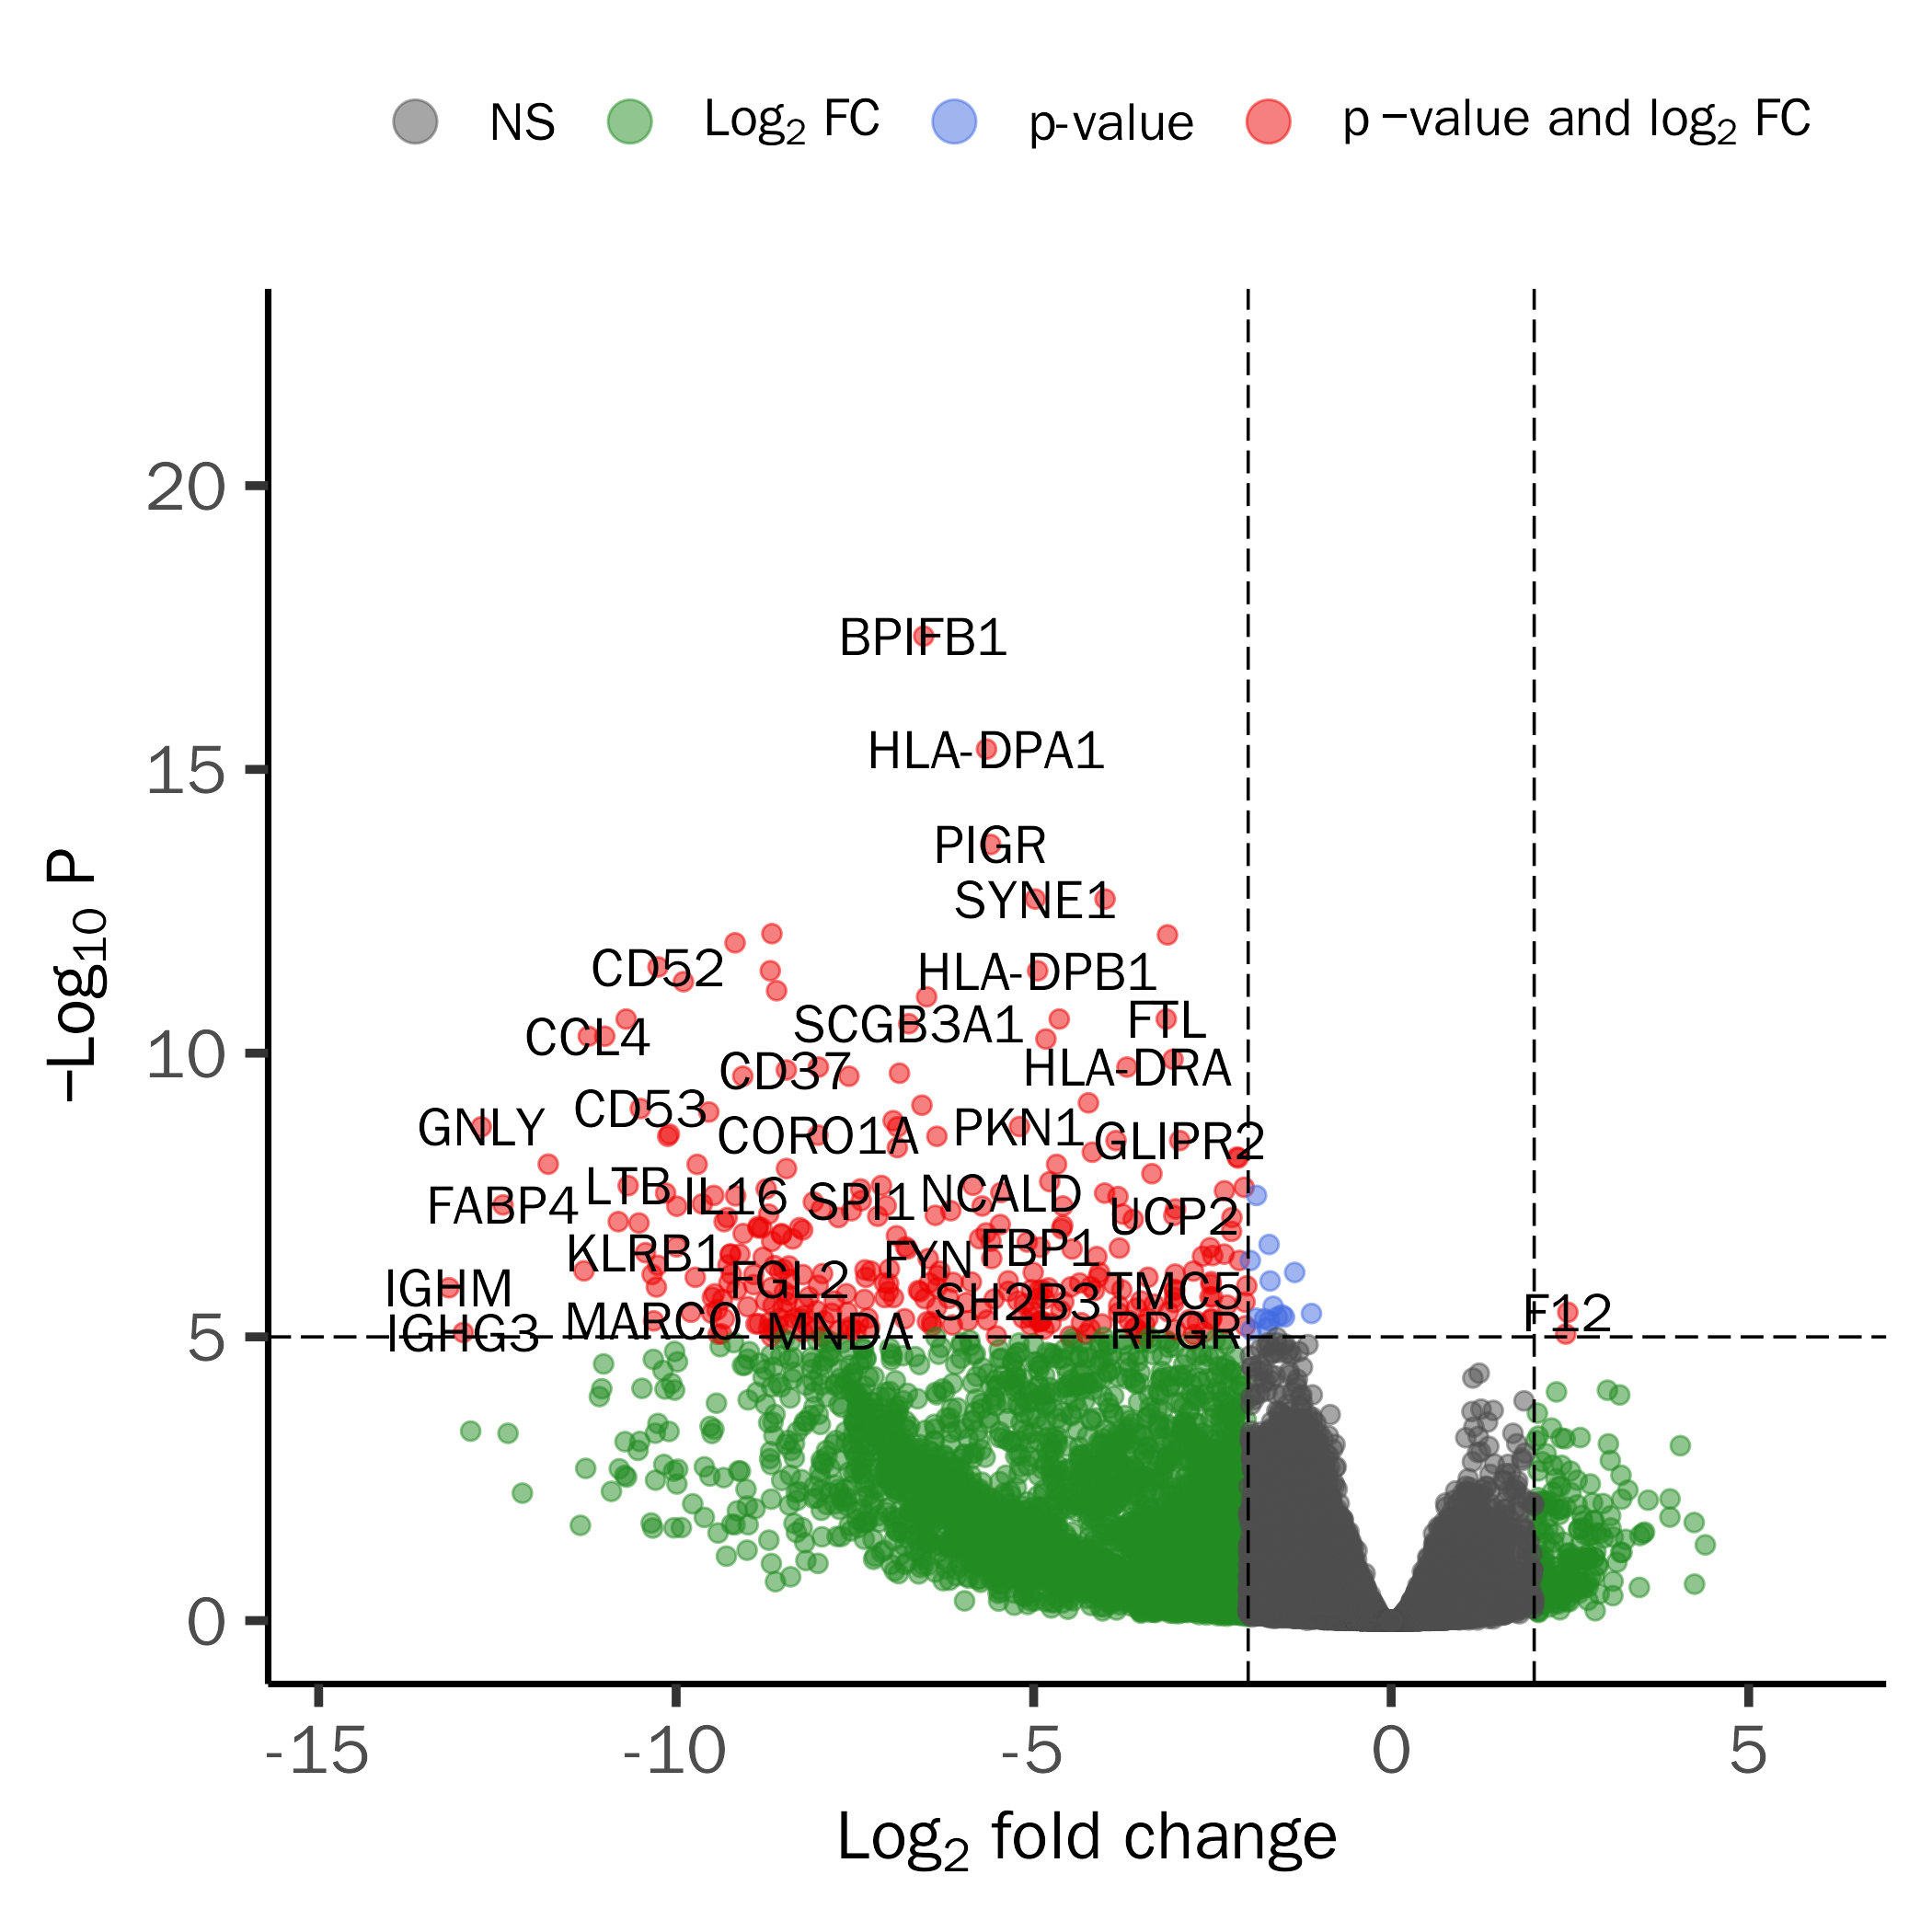 NS Log₂ FC p-value p −value and log₂ FC
−Log₁₀ P
20
15
10
5
0
BPIFB1
HLA-DPA1
PIGR
SYNE1
CD52 HLA-DPB1
SCGB3A1 FTL
CCL4
CD37 HLA-DRA
CD53
GNLY CORO1A PKN1 GLIPR2
LTB IL16 SPI1 NCALD
FABP4 UCP2
KLRB1 FYN FBP1
IGHM FGL2 SH2B3 TMC5
IGHG3 MARCO MNDA RPGR F12
-15 -10 -5 0 5
Log₂ fold change